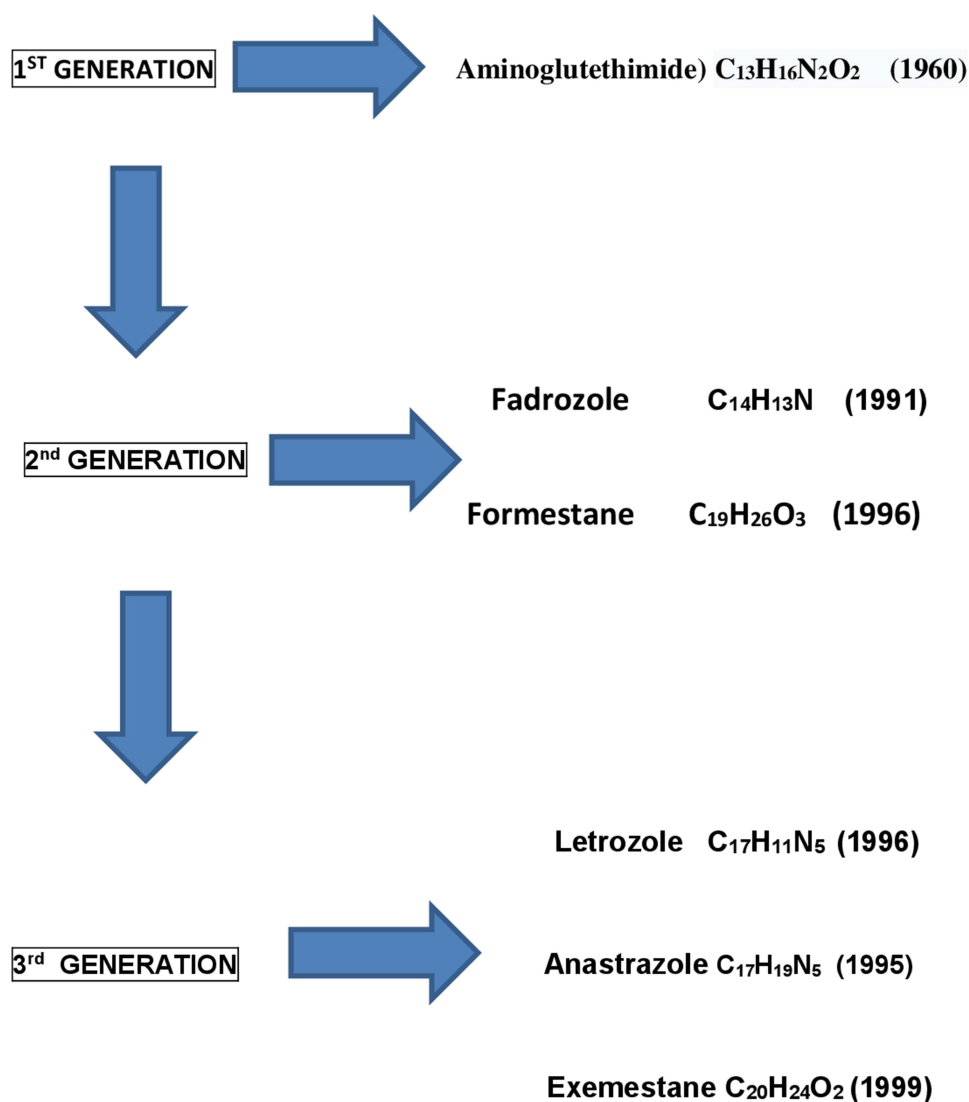 1ST GENERATION
Aminoglutethimide) C13H16N2O2 (1960)
Fadrozole C14H13N (1991)
2nd GENERATION
Formestane C19H26O3 (1996)
Letrozole C17H11N5 (1996)
3rd GENERATION
Anastrazole C17H19N5 (1995)
Exemestane C20H24O2 (1999)